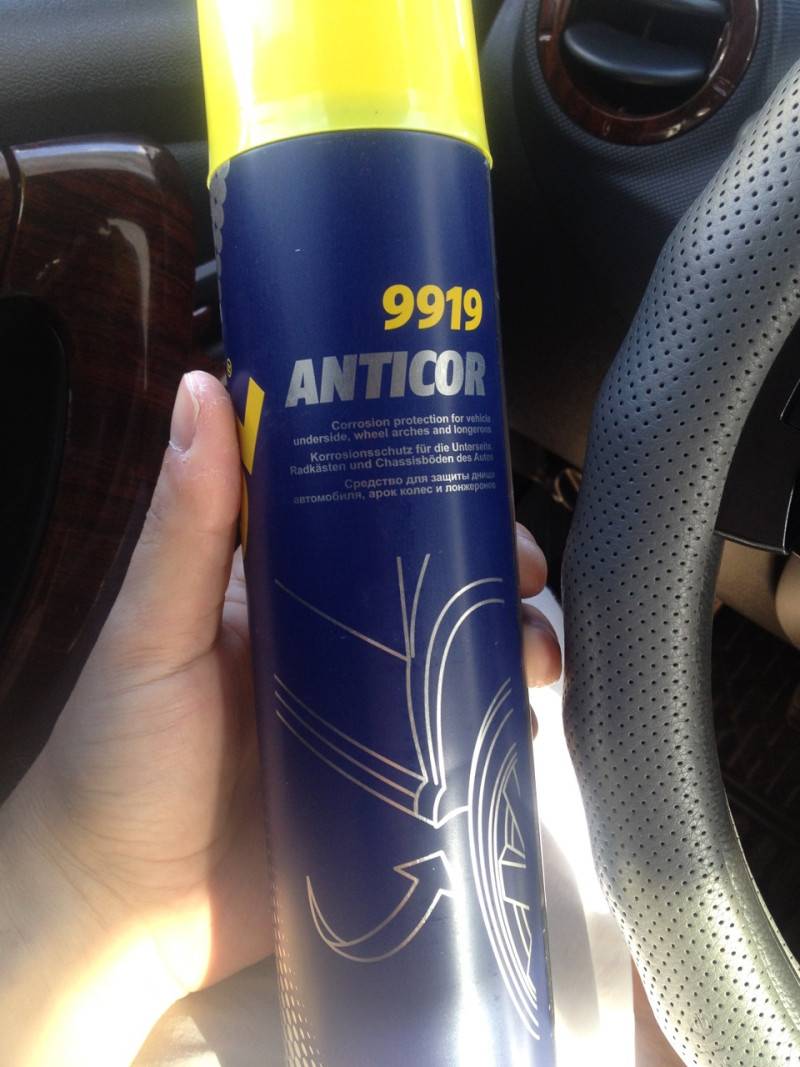 9919
ANTICOR
Corrosion protection for vehicle
underside, wheel arches and longerons
Korrosionsschutz für die Unterseite,
Radkästen und Chassisböden des Autos
Средство для защиты днища
автомобиля, арок колес и лонжеронов